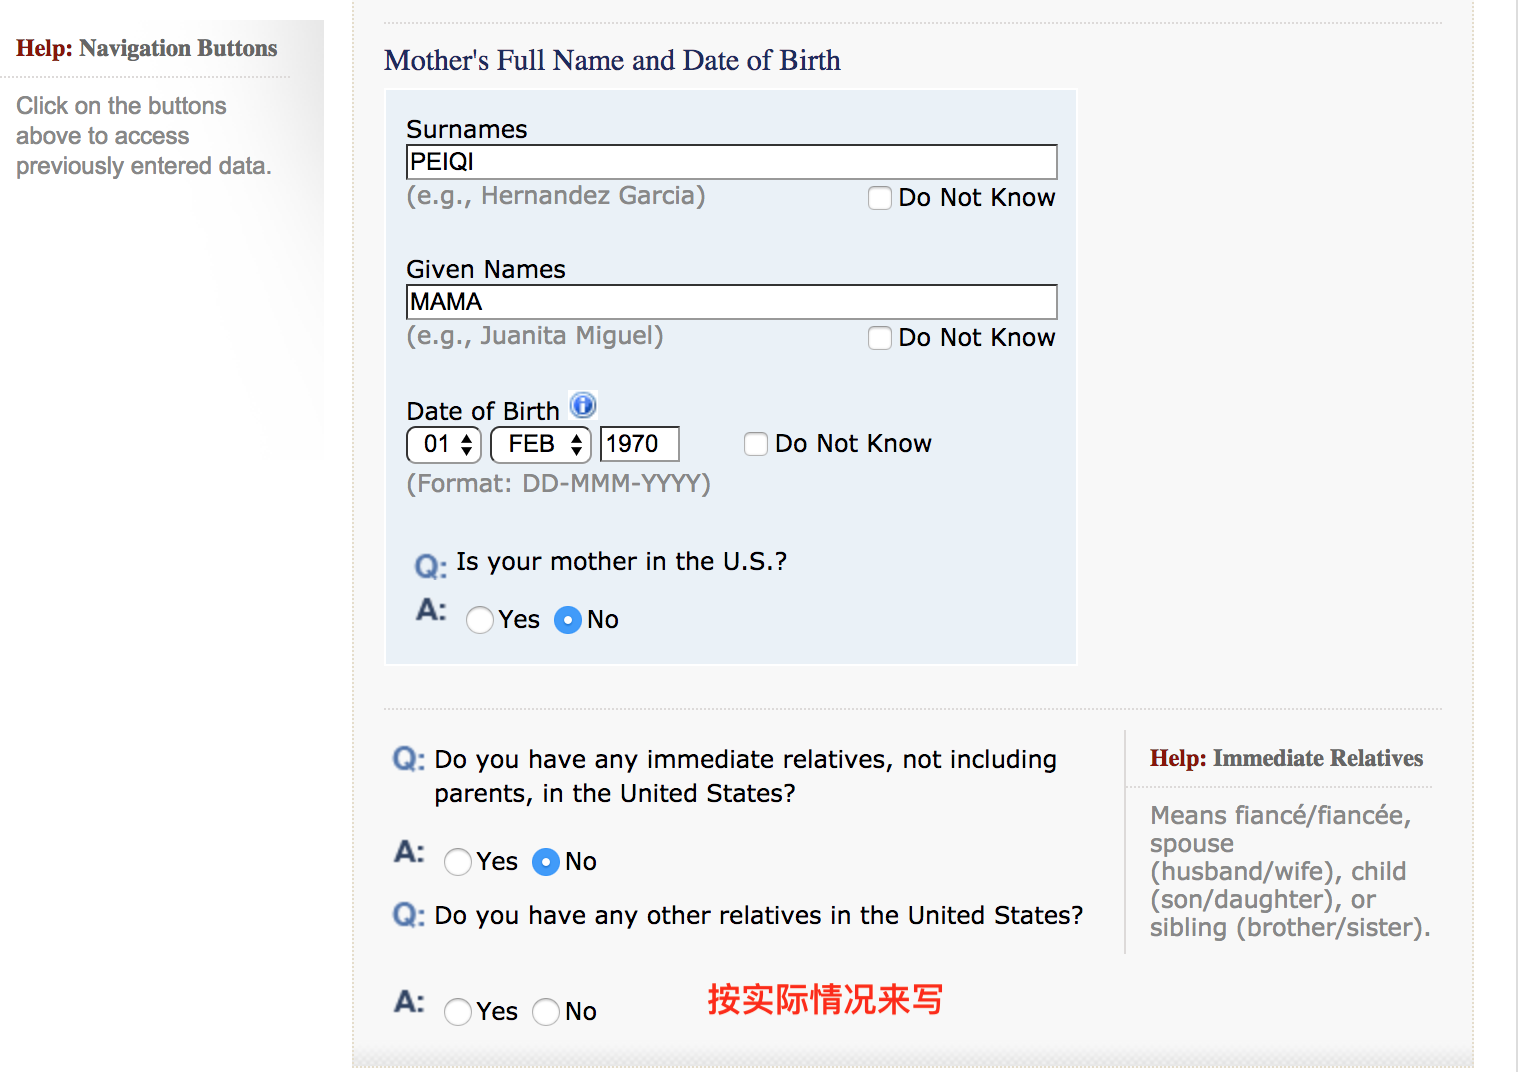 Help: Navigation Buttons
Click on the buttons
above to access
previously entered data.
Mother's Full Name and Date of Birth
Surnames
PEIQI
(e.g., Hernandez Garcia)
Do Not Know
Given Names
MAMA
(e.g., Juanita Miguel)
Do Not Know
Date of Birth
01 FEB 1970
Do Not Know
(Format: DD-MMM-YYYY)
Q: Is your mother in the U.S.?
A: Yes No
Q: Do you have any immediate relatives, not including
parents, in the United States?
A: Yes No
Q: Do you have any other relatives in the United States?
A: Yes No
按实际情况来写
Help: Immediate Relatives
Means fiancé/fiancée,
spouse
(husband/wife), child
(son/daughter), or
sibling (brother/sister).